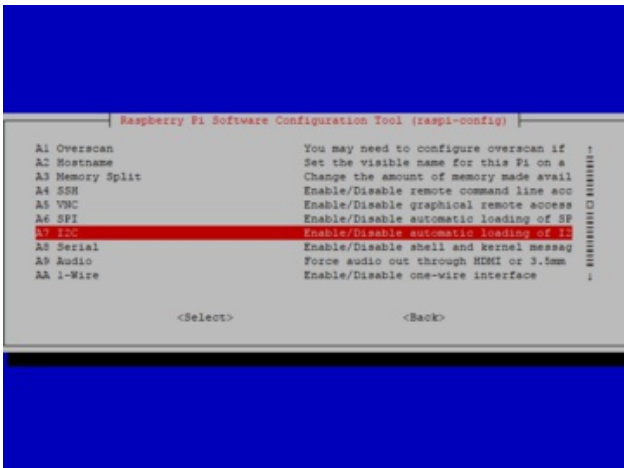 Raspberry Pi Software Configuration Tool (raspi-config)
A1 Overscan You may need to configure overscan if
A2 Hostname Set the visible name for this Pi on a
A3 Memory Split Change the amount of memory made avail
A4 SSH Enable/Disable remote command line acc
A5 VNC Enable/Disable graphical remote access
A6 SPI Enable/Disable automatic loading of SP
A7 I2C Enable/Disable automatic loading of I2
A8 Serial Enable/Disable shell and kernel messag
A9 Audio Force audio out through HDMI or 3.5mm
AA 1-Wire Enable/Disable one-wire interface
<Select> <Back>